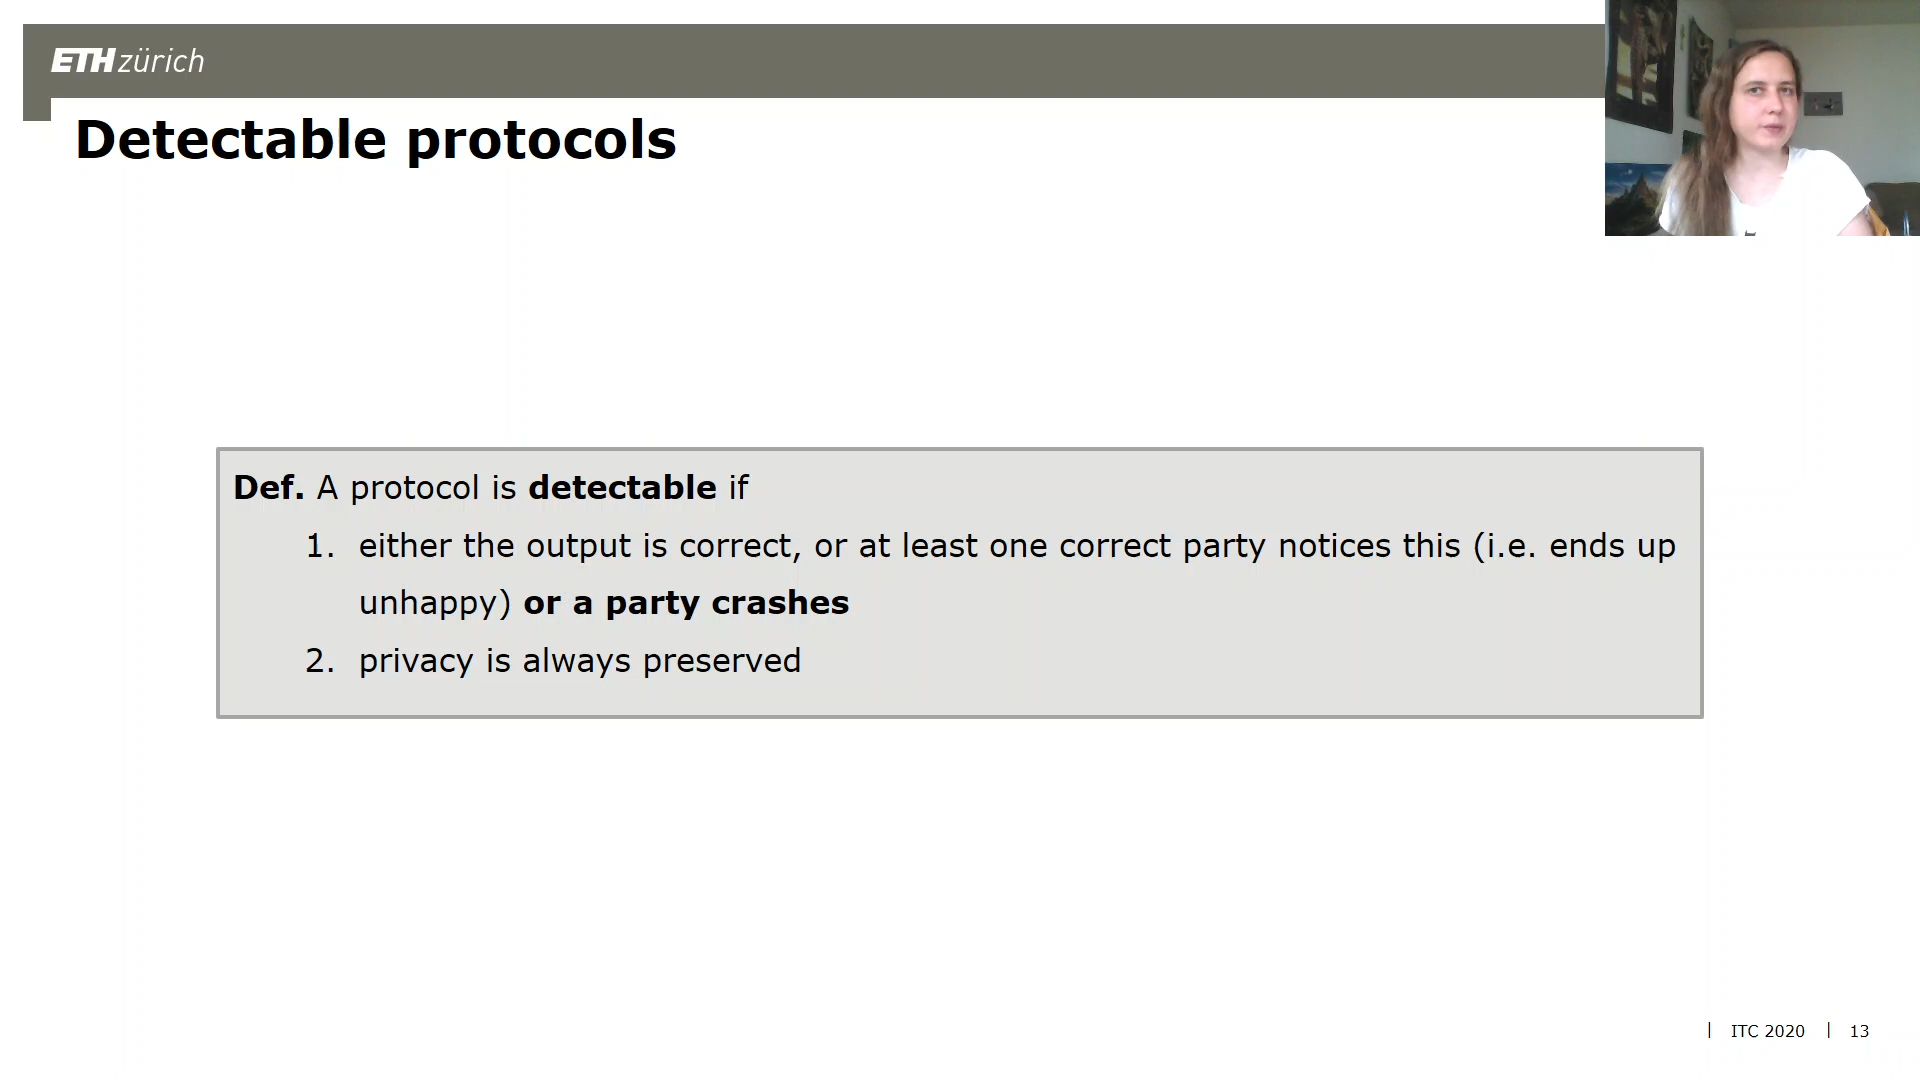 ETH zürich
Detectable protocols
Def. A protocol is detectable if
1. either the output is correct, or at least one correct party notices this (i.e. ends up
unhappy) or a party crashes
2. privacy is always preserved
| ITC 2020 | 13